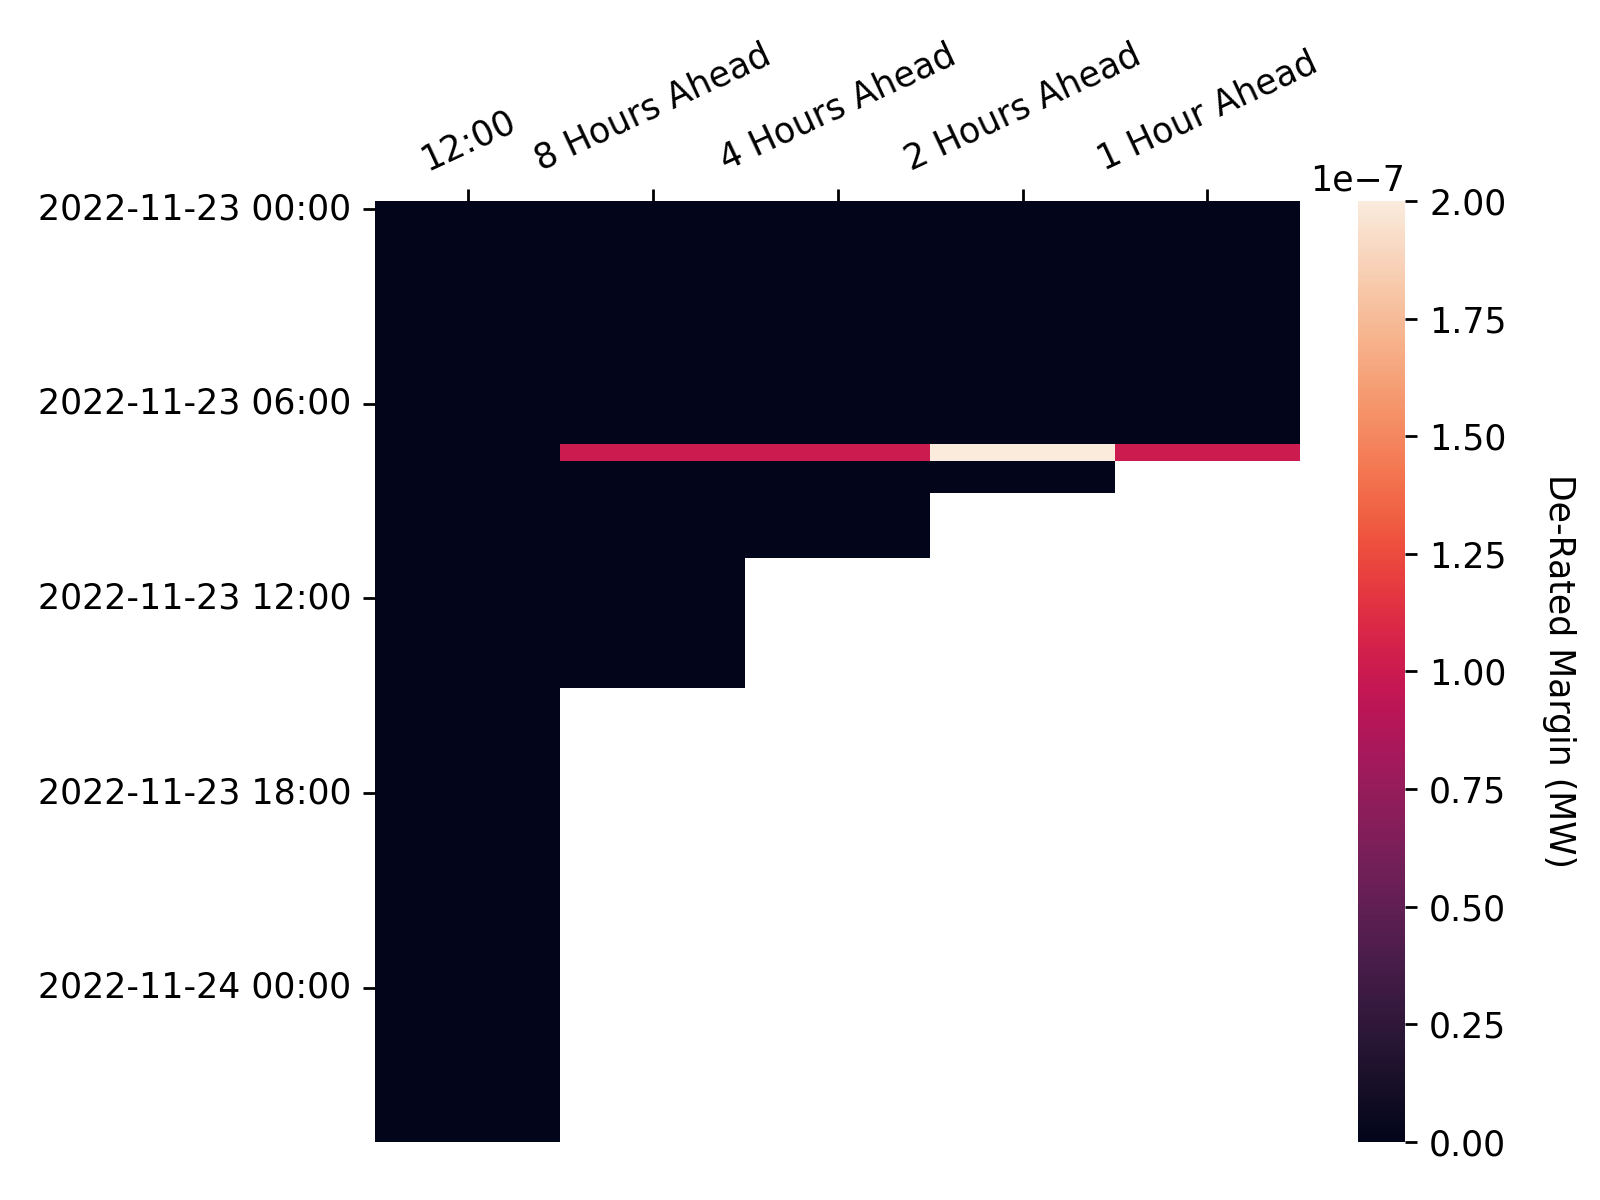 12:00
8 Hours Ahead
4 Hours Ahead
2 Hours Ahead
1 Hour Ahead
1e−7
2022-11-23 00:00
2022-11-23 06:00
2022-11-23 12:00
2022-11-23 18:00
2022-11-24 00:00
2.00
1.75
1.50
1.25
1.00
0.75
0.50
0.25
0.00
De-Rated Margin (MW)